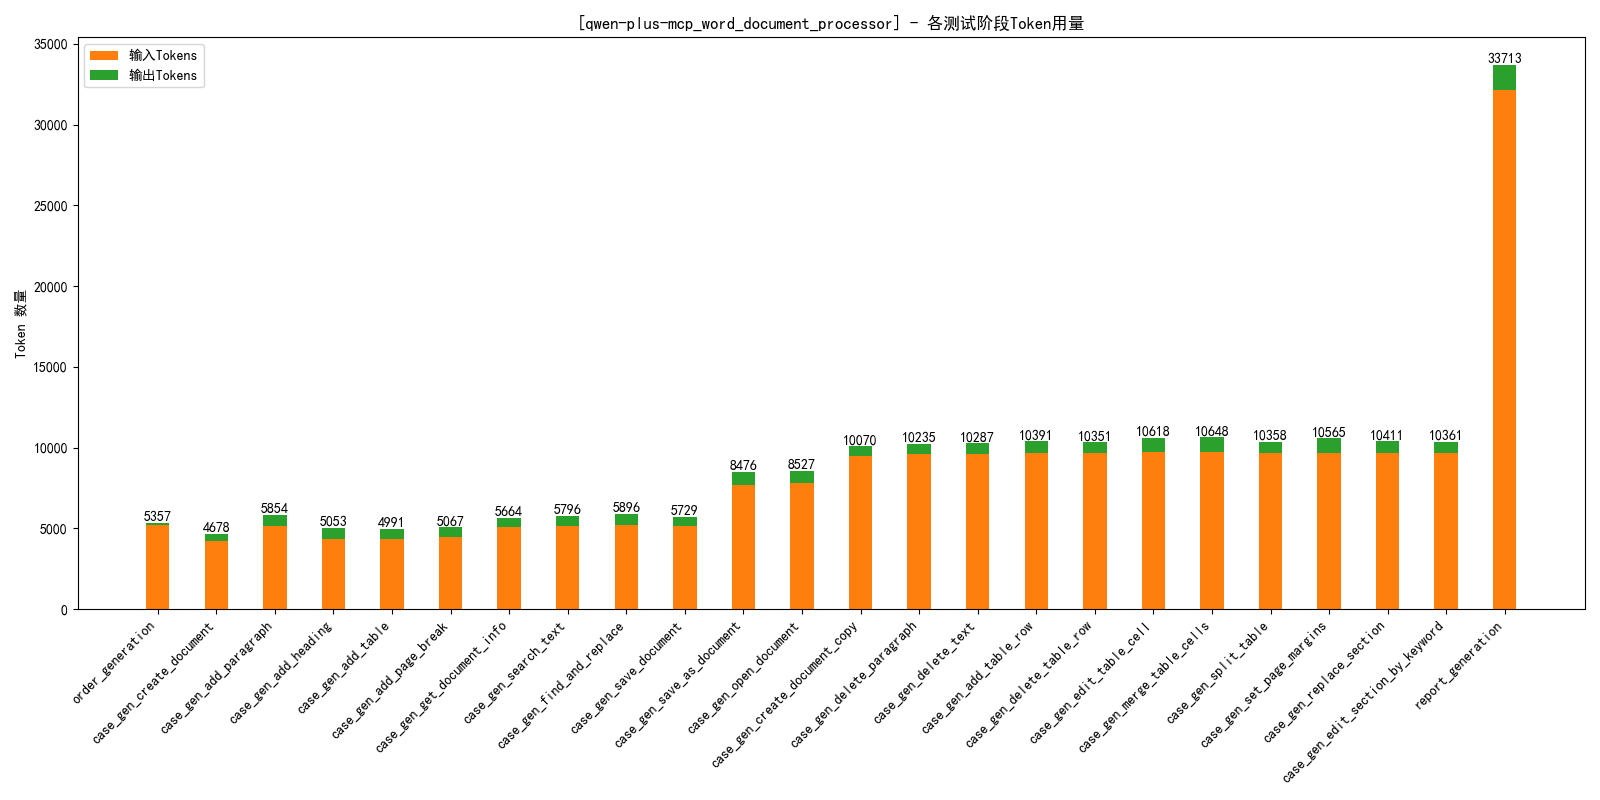 [qwen-plus-mcp_word_document_processor] - 各测试阶段Token用量
输入Tokens
输出Tokens
Token 数量
35000
30000
25000
20000
15000
10000
5000
0
5357
4678
5854
5053
4991
5067
5664
5796
5896
5729
8476
8527
10070
10235
10287
10391
10351
10618
10648
10358
10565
10411
10361
33713
order_generation
case_gen_create_document
case_gen_add_paragraph
case_gen_add_heading
case_gen_add_table
case_gen_add_page_break
case_gen_get_document_info
case_gen_search_text
case_gen_find_and_replace
case_gen_save_document
case_gen_save_as_document
case_gen_open_document
case_gen_create_document_copy
case_gen_delete_paragraph
case_gen_delete_text
case_gen_add_table_row
case_gen_delete_table_row
case_gen_edit_table_cell
case_gen_merge_table_cells
case_gen_split_table
case_gen_set_page_margins
case_gen_replace_section
case_gen_edit_section_by_keyword
report_generation